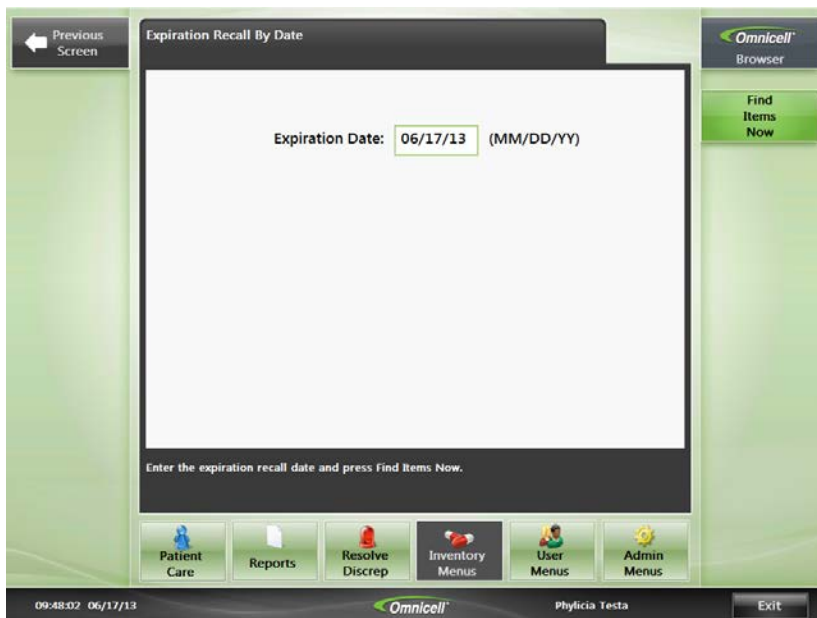 Previous
Screen
Expiration Recall By Date
Omnicell
Browser
Find
Items
Now
Expiration Date: 06/17/13 (MM/DD/YY)
Enter the expiration recall date and press Find Items Now.
Patient
Care
Reports
Resolve
Discrep
Inventory
Menus
User
Menus
Admin
Menus
09:48:02 06/17/13
Omnicell
Phylicia Testa
Exit